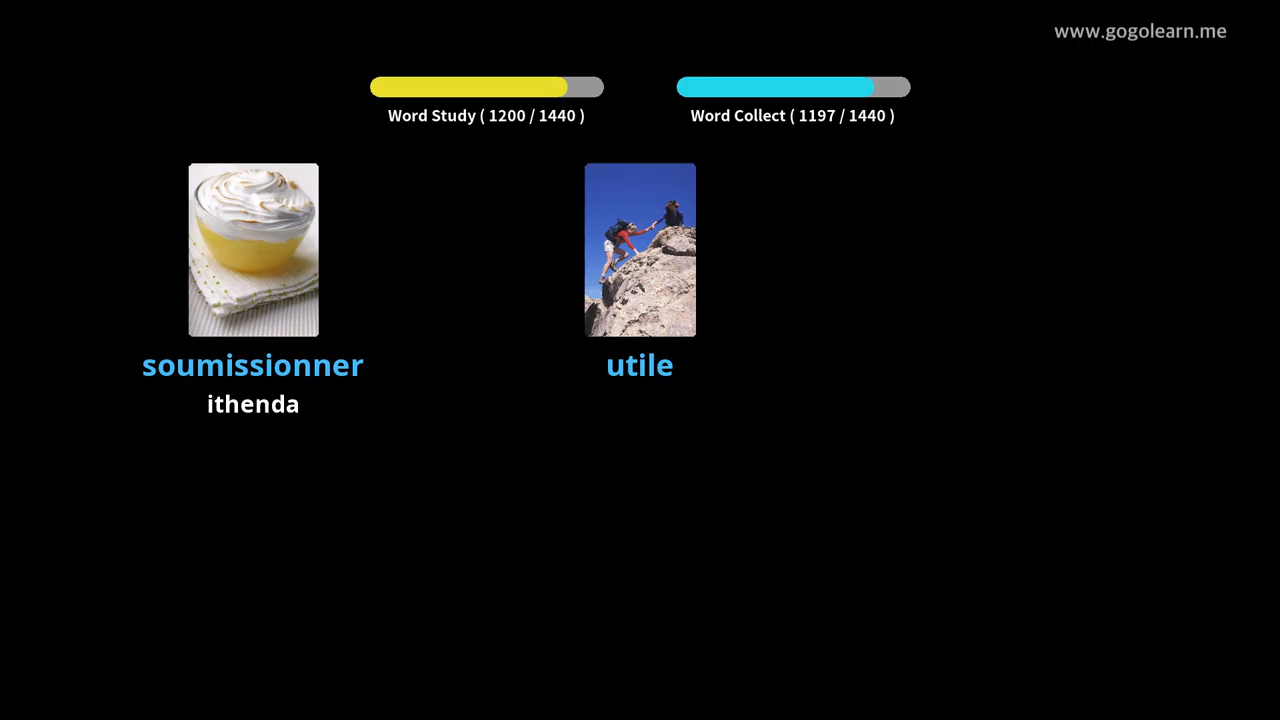 www.gogolearn.me
Word Study ( 1200 / 1440 )
Word Collect ( 1197 / 1440 )
soumissionner
ithenda
utile